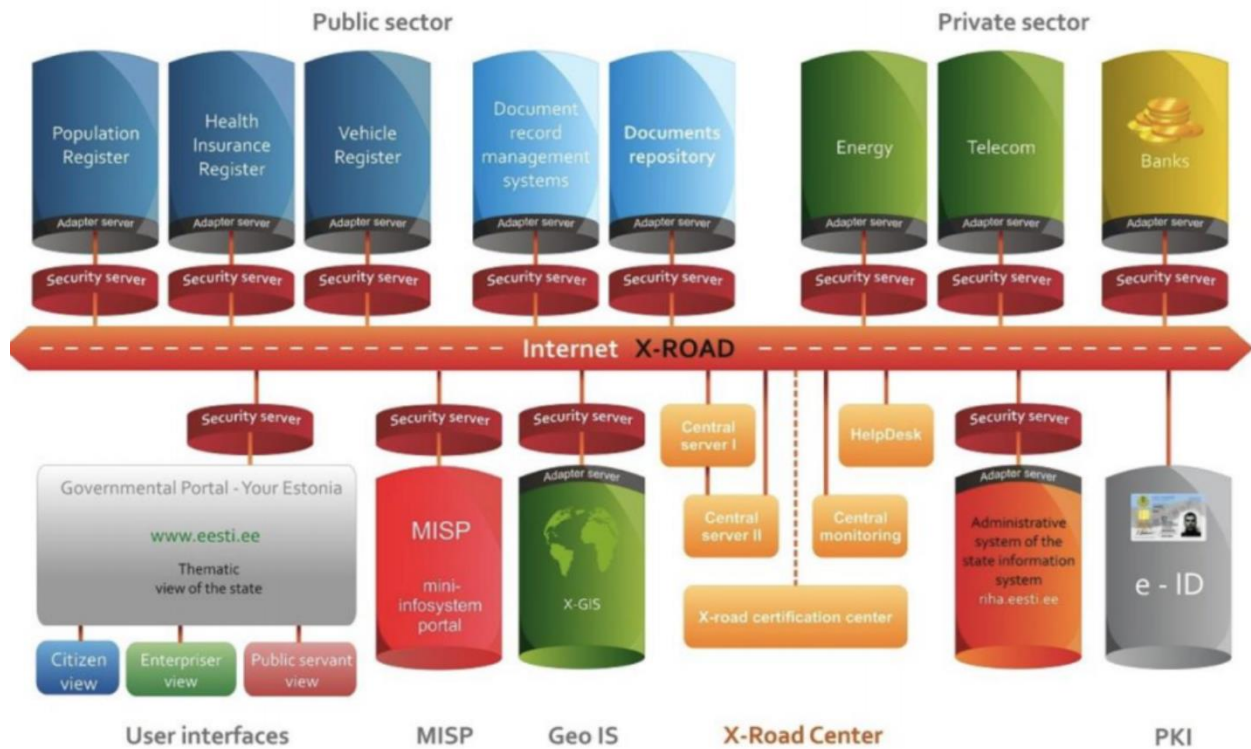 Public sector
Private sector
Population
Register
Health
Insurance
Register
Vehicle
Register
Document
record
management
systems
Documents
repository
Energy
Telecom
Banks
Adapter server
Adapter server
Adapter server
Adapter server
Adapter server
Adapter server
Adapter server
Adapter server
Security server
Security server
Security server
Security server
Security server
Security server
Security server
Security server
Internet X-ROAD
Security server
Security server
Security server
Central
server I
HelpDesk
Security server
Governmental Portal - Your Estonia
www.eesti.ee
Thematic
view of the state
MISP
mini-
infosystem
portal
Adapter server
X-GIS
Central
server II
Central
monitoring
X-road certification center
Adapter server
Administrative
system of the
state information
system
riha.eesti.ee
e - ID
Citizen
view
Enterpriser
view
Public servant
view
User interfaces
MISP
Geo IS
X-Road Center
PKI